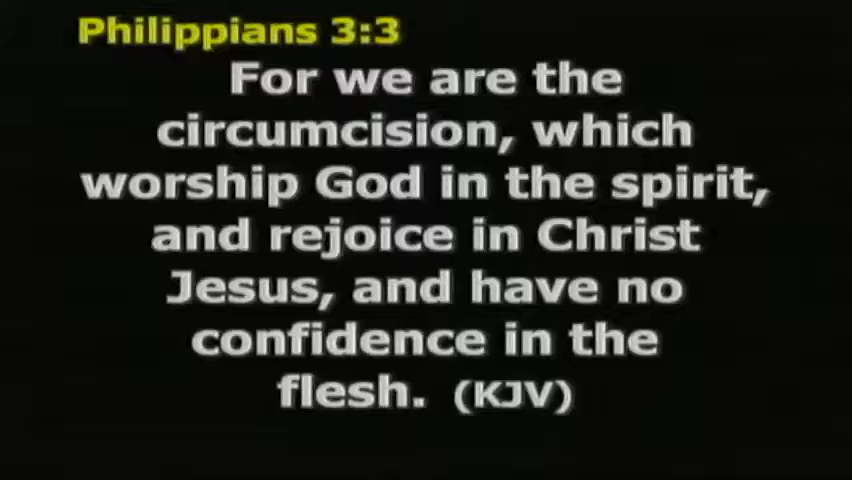 Philippians 3:3
For we are the
circumcision, which
worship God in the spirit,
and rejoice in Christ
Jesus, and have no
confidence in the
flesh. (KJV)